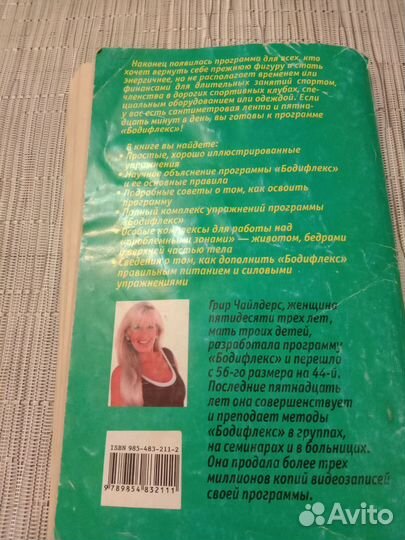 Наконец появилась программа для всех, кто
хочет вернуть себе прежнюю фигуру и стать
энергичнее, но не располагает временем или
финансами для длительных занятий спортом,
членства в дорогих спортивных клубах, спе-
циальным оборудованием или одеждой. Если
у вас есть сантиметровая лента и пятна-
дцать минут в день, вы готовы к программе
«Бодифлекс»!
В книге вы найдете:
• Простые, хорошо иллюстрированные
упражнения
• Научное объяснение программы «Бодифлекс»
и ее основные правила
• Подробные советы о том, как освоить
программу
• Полный комплекс упражнений программы
«Бодифлекс»
• Особые комплексы для работы над
«проблемными зонами» — животом, бедрами
и верхней частью тела
• Сведения о том, как дополнить «Бодифлекс»
правильным питанием и силовыми
упражнениями
Грир Чайлдерс, женщина
пятидесяти трех лет,
мать троих детей,
разработала программу
«Бодифлекс» и перешла
с 56-го размера на 44-й.
Последние пятнадцать
лет она совершенствует
и преподает методы
«Бодифлекс» в группах,
на семинарах и в больницах.
Она продала более трех
миллионов копий видеозаписей
своей программы.
ISBN 985-483-211-2
9789854832111
Avito